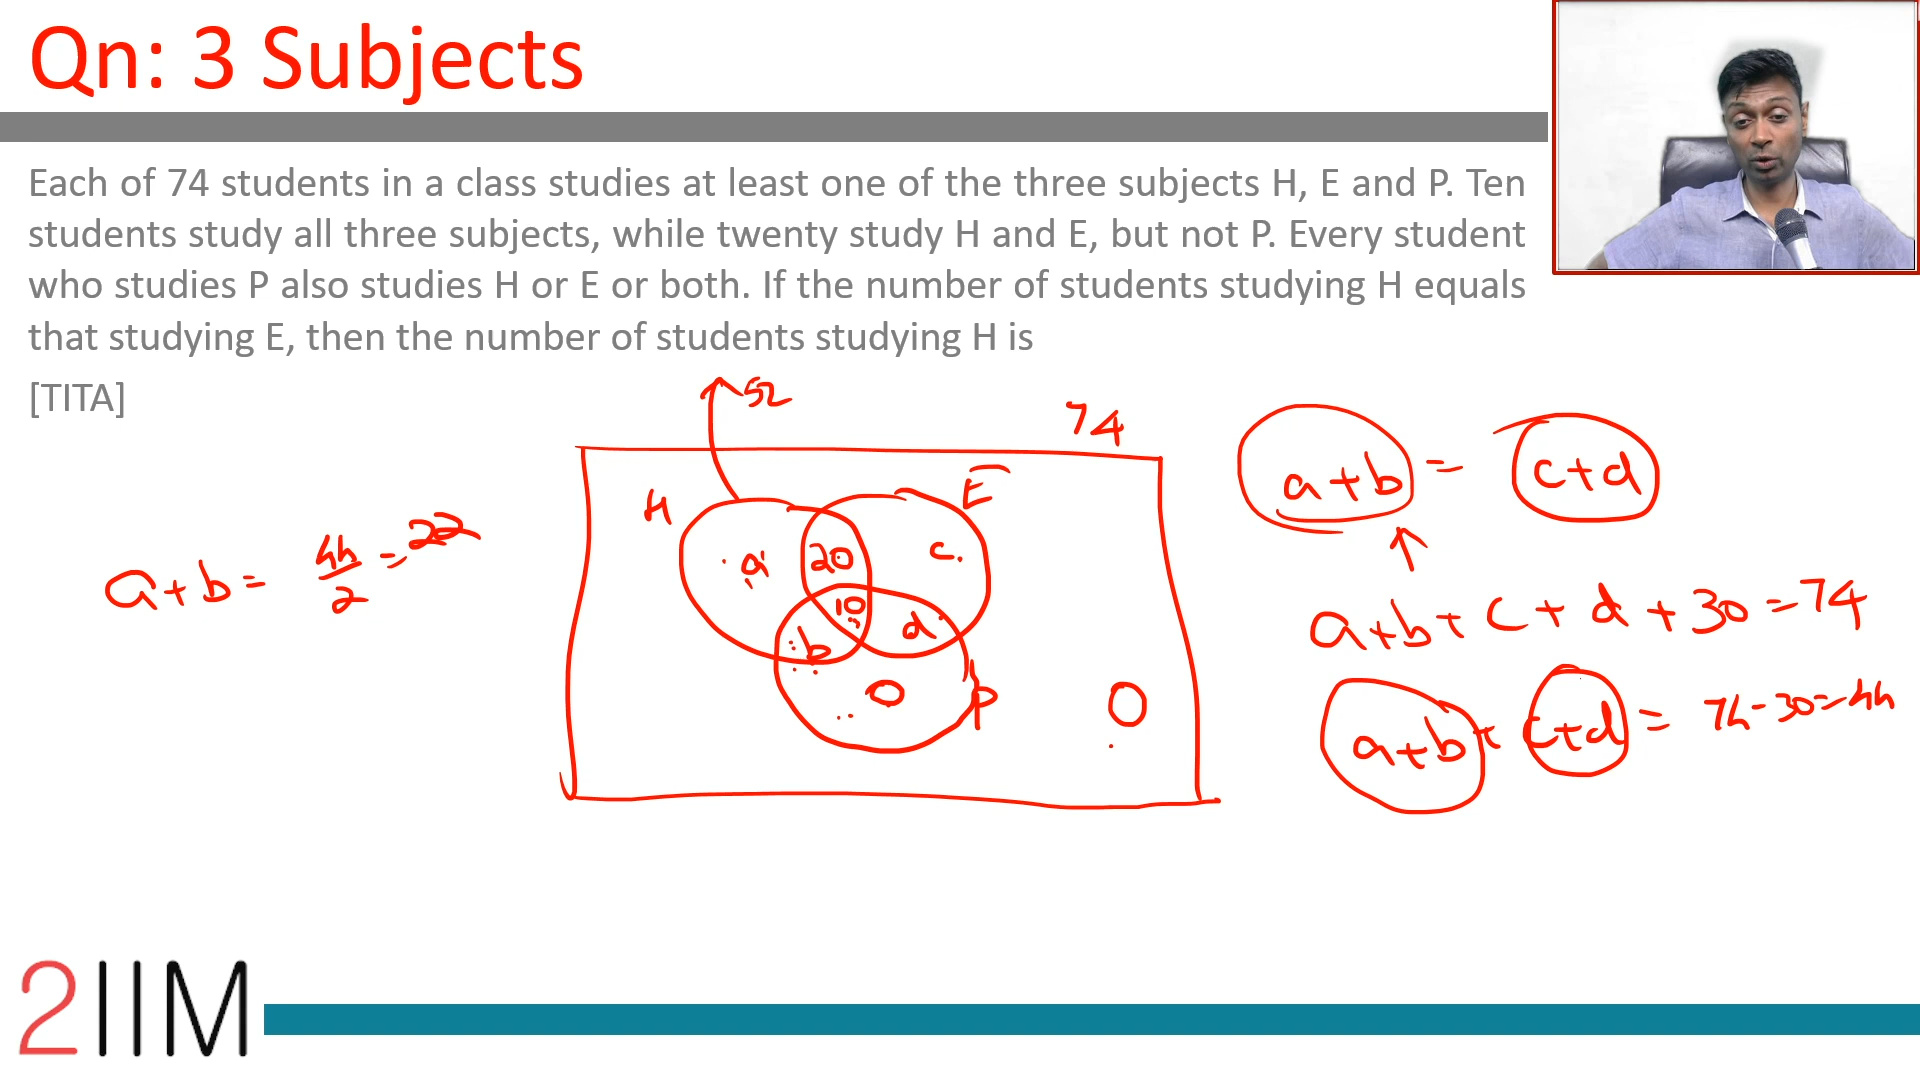 Qn: 3 Subjects
Each of 74 students in a class studies at least one of the three subjects H, E and P. Ten
students study all three subjects, while twenty study H and E, but not P. Every student
who studies P also studies H or E or both. If the number of students studying H equals
that studying E, then the number of students studying H is
[TITA]
52
74
H
E
a
20
c
10
d
b
O
P
O
a+b = 44/2 = 22
a+b = c+d
a+b+c+d+30=74
a+b+c+d = 74-30=44
2IIM